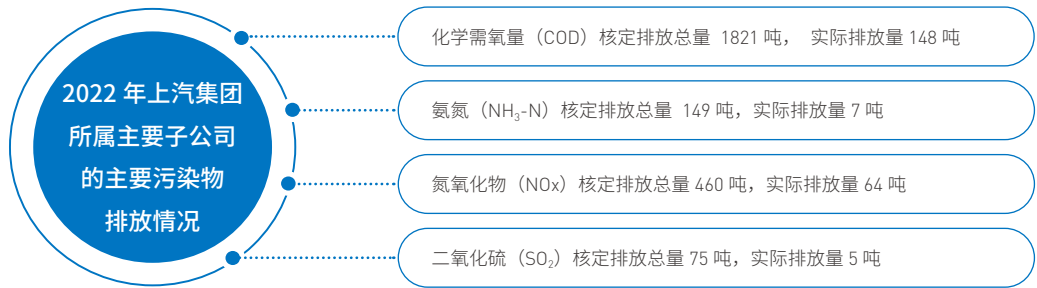 2022 年上汽集团
所属主要子公司
的主要污染物
排放情况
化学需氧量（COD）核定排放总量 1821 吨， 实际排放量 148 吨
氨氮（NH₃-N）核定排放总量 149 吨，实际排放量 7 吨
氮氧化物（NOx）核定排放总量 460 吨，实际排放量 64 吨
二氧化硫（SO₂）核定排放总量 75 吨，实际排放量 5 吨